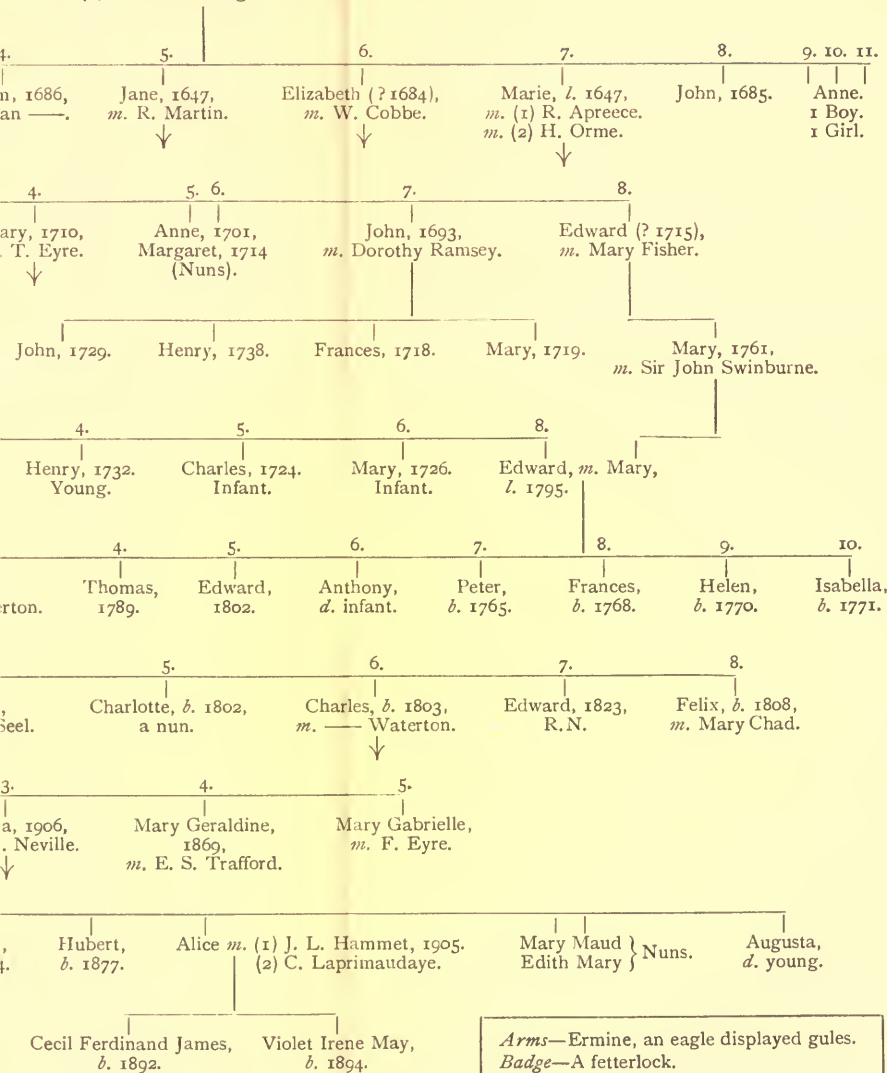 4. 5. 6. 7. 8. 9. 10. 11.
n, 1686, Jane, 1647, Elizabeth (? 1684), Marie, l. 1647, John, 1685. Anne.
an ——. m. R. Martin. m. W. Cobbe. m. (1) R. Apreece. 1 Boy.
m. (2) H. Orme. 1 Girl.
4. 5. 6. 7. 8.
ary, 1710, Anne, 1701, John, 1693, Edward (? 1715),
. T. Eyre. Margaret, 1714 m. Dorothy Ramsey. m. Mary Fisher.
(Nuns).
John, 1729. Henry, 1738. Frances, 1718. Mary, 1719. Mary, 1761,
m. Sir John Swinburne.
4. 5. 6. 8.
Henry, 1732. Charles, 1724. Mary, 1726. Edward, m. Mary,
Young. Infant. Infant. l. 1795.
4. 5. 6. 7. 8. 9. 10.
Thomas, Edward, Anthony, Peter, Frances, Helen, Isabella,
rton. 1789. 1802. d. infant. b. 1765. b. 1768. b. 1770. b. 1771.
5. 6. 7. 8.
, Charlotte, b. 1802, Charles, b. 1803, Edward, 1823, Felix, b. 1808,
Seel. a nun. m. —— Waterton. R.N. m. Mary Chad.
3. 4. 5.
a, 1906, Mary Geraldine, Mary Gabrielle,
. Neville. 1869, m. F. Eyre.
m. E. S. Trafford.
, Hubert, Alice m. (1) J. L. Hammet, 1905. Mary Maud } Nuns. Augusta,
4. b. 1877. (2) C. Laprimaudaye. Edith Mary d. young.
Cecil Ferdinand James, Violet Irene May,
b. 1892. b. 1894.
Arms—Ermine, an eagle displayed gules.
Badge—A fetterlock.